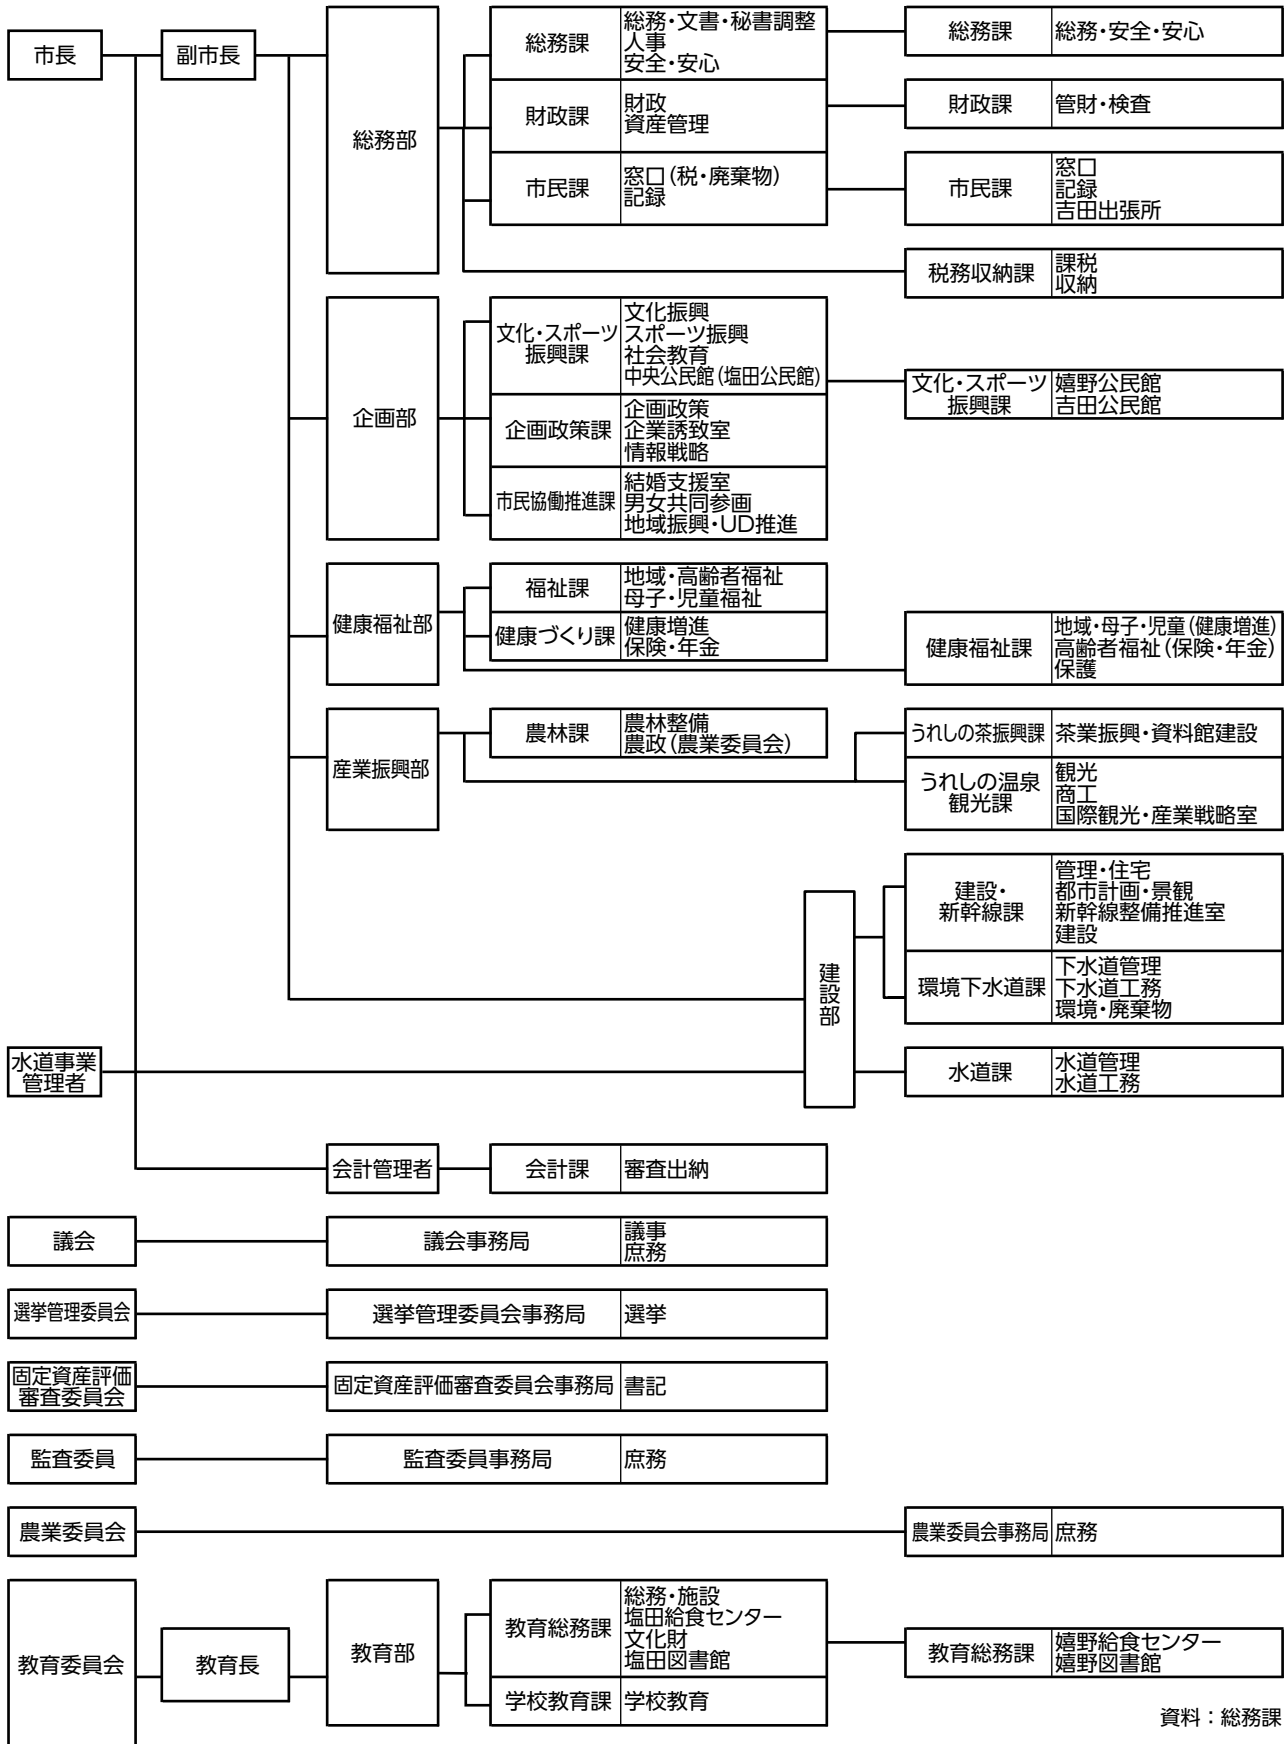 市長
副市長
総務部
総務課
総務・文書・秘書調整
人事
安全・安心
総務課
総務・安全・安心
財政課
財政
資産管理
財政課
管財・検査
市民課
窓口(税・廃棄物)
記録
市民課
窓口
記録
吉田出張所
税務収納課
課税
収納
企画部
文化・スポーツ
振興課
文化振興
スポーツ振興
社会教育
中央公民館(塩田公民館)
文化・スポーツ
振興課
嬉野公民館
吉田公民館
企画政策課
企画政策
企業誘致室
情報戦略
市民協働推進課
結婚支援室
男女共同参画
地域振興・UD推進
健康福祉部
福祉課
地域・高齢者福祉
母子・児童福祉
健康づくり課
健康増進
保険・年金
健康福祉課
地域・母子・児童(健康増進)
高齢者福祉(保険・年金)
保護
産業振興部
農林課
農林整備
農政(農業委員会)
うれしの茶振興課
茶業振興・資料館建設
うれしの温泉
観光課
観光
商工
国際観光・産業戦略室
建設部
建設・
新幹線課
管理・住宅
都市計画・景観
新幹線整備推進室
建設
環境下水道課
下水道管理
下水道工務
環境・廃棄物
水道事業
管理者
水道課
水道管理
水道工務
会計管理者
会計課
審査出納
議会
議会事務局
議事
庶務
選挙管理委員会
選挙管理委員会事務局
選挙
固定資産評価
審査委員会
固定資産評価審査委員会事務局
書記
監査委員
監査委員事務局
庶務
農業委員会
農業委員会事務局
庶務
教育委員会
教育長
教育部
教育総務課
総務・施設
塩田給食センター
文化財
塩田図書館
教育総務課
嬉野給食センター
嬉野図書館
学校教育課
学校教育
資料:総務課